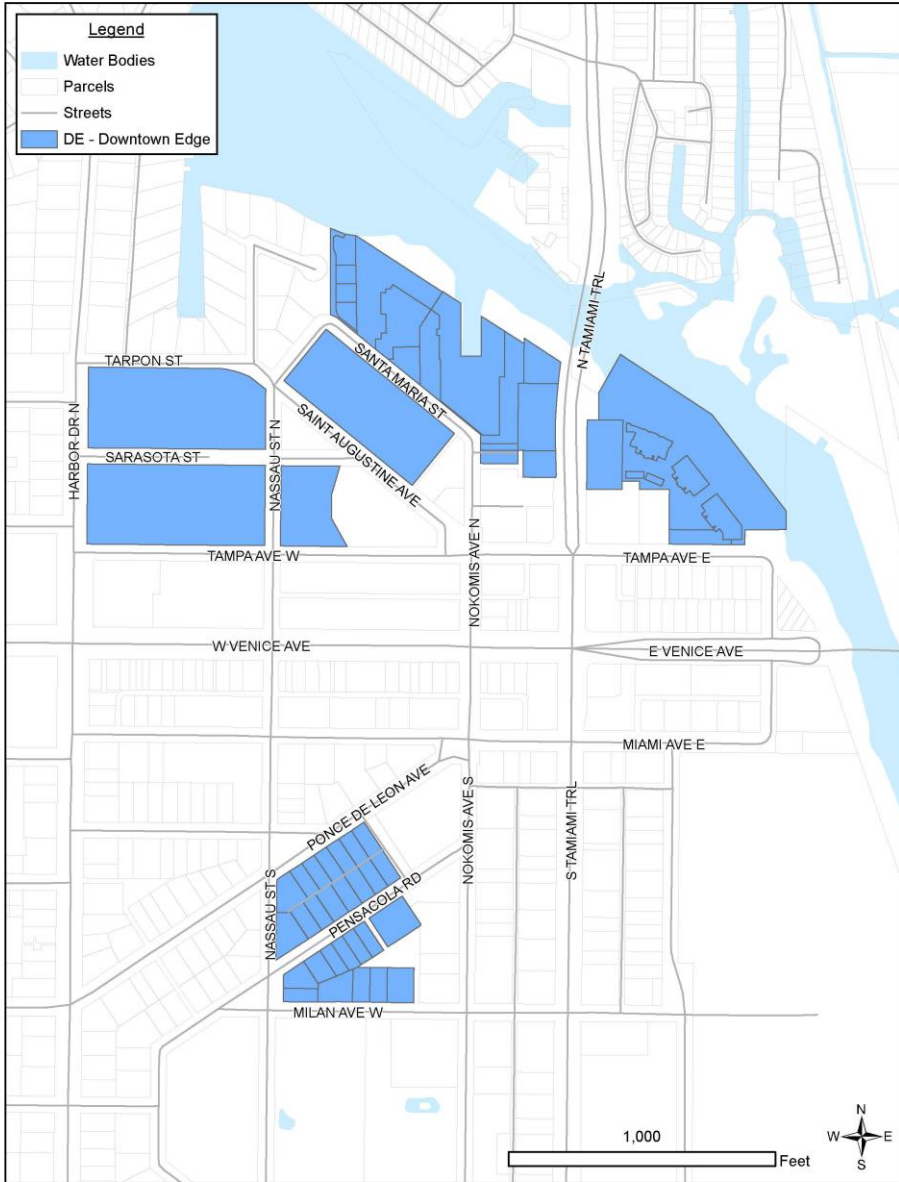 Legend
Water Bodies
Parcels
Streets
DE - Downtown Edge
N TAMIAMI TRL
SANTA MARIA ST
TARPON ST
SAINT AUGUSTINE AVE
HARBOR DR N
NASSAU ST N
SARASOTA ST
NOKOMIS AVE N
TAMPA AVE W
TAMPA AVE E
W VENICE AVE
E VENICE AVE
MIAMI AVE E
PONCE DE LEON AVE
NOKOMIS AVE S
S TAMIAMI TRL
NASSAU ST S
PENSACOLA RD
MILAN AVE W
1,000
Feet
N
W
E
S